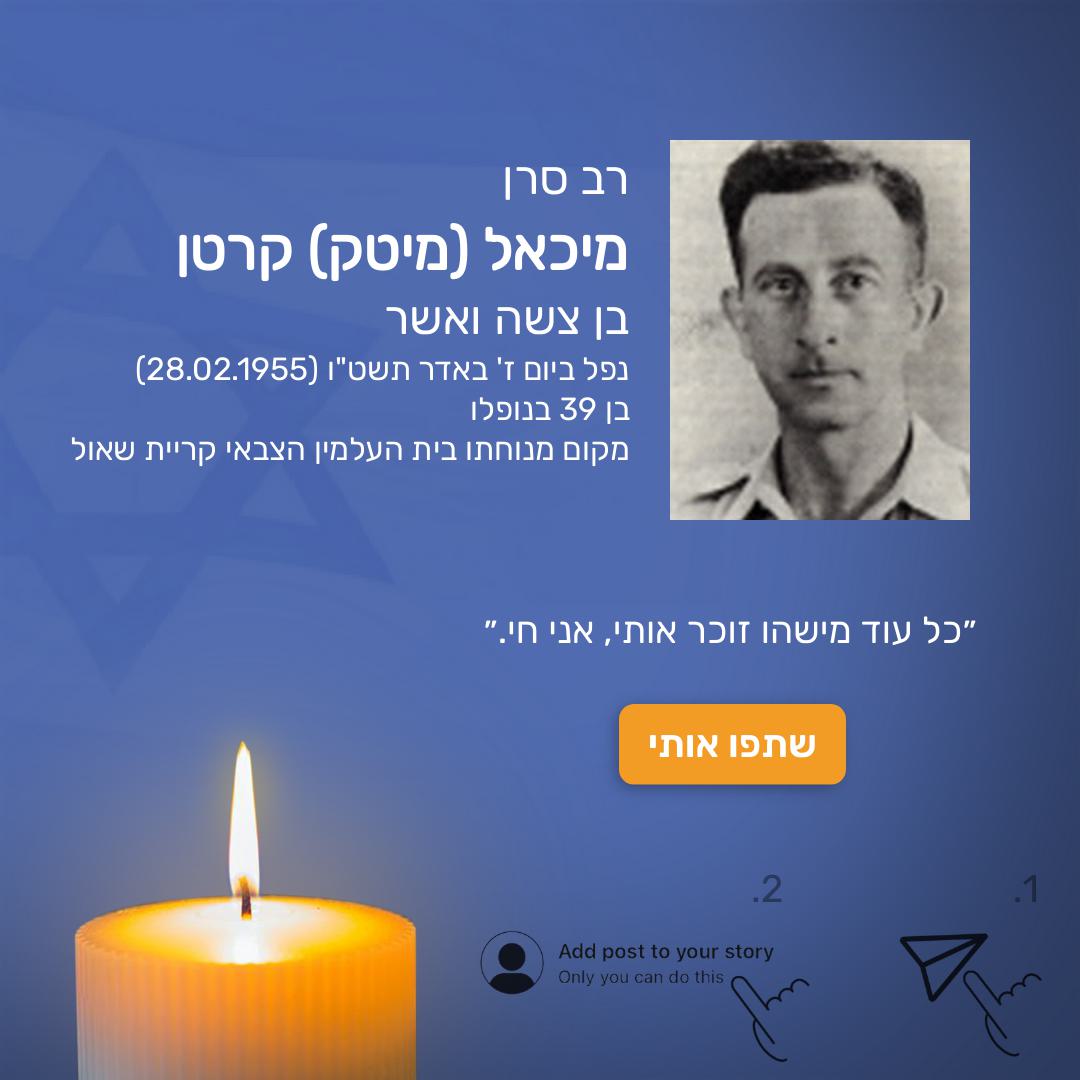 רב סרן
מיכאל (מיטק) קרטן
בן צשה ואשר
נפל ביום ז' באדר תשט"ו (28.02.1955)
בן 39 בנופלו
מקום מנוחתו בית העלמין הצבאי קריית שאול
״כל עוד מישהו זוכר אותי, אני חי.״
שתפו אותי
1.
2.
Add post to your story
Only you can do this